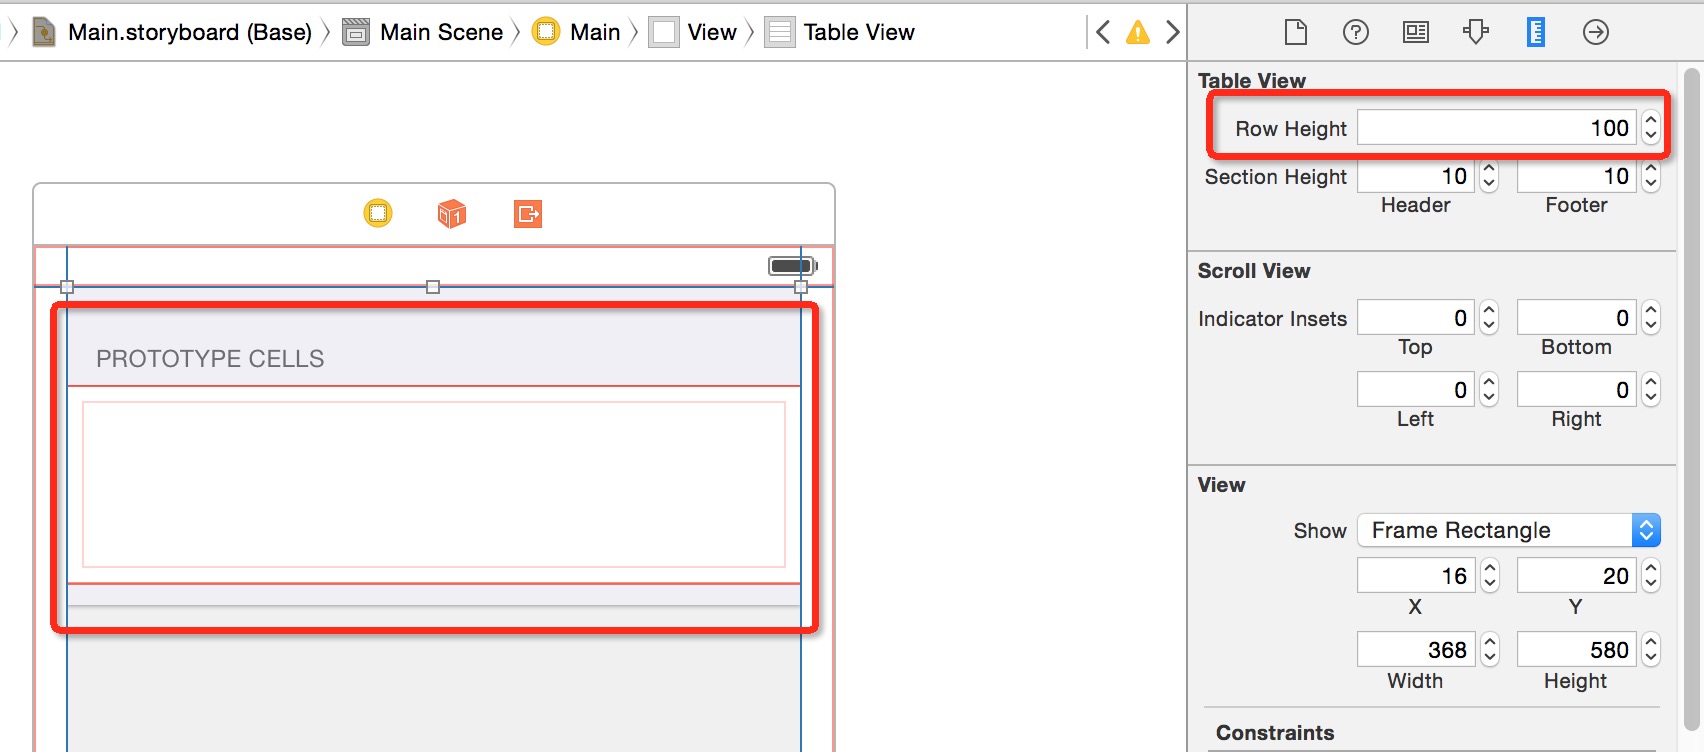 Main.storyboard (Base) Main Scene Main View Table View
Table View
Row Height 100
Section Height 10 10
Header Footer
1
PROTOTYPE CELLS
Scroll View
Indicator Insets 0 0
Top Bottom
0 0
Left Right
View
Show Frame Rectangle
16 20
X Y
368 580
Width Height
Constraints